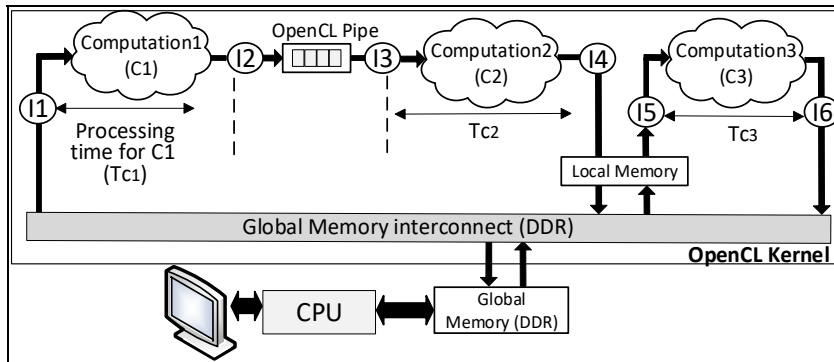 OpenCL Pipe
Computation1
(C1)
Computation2
(C2)
Computation3
(C3)
I1
I2
I3
I4
I5
I6
Processing
time for C1
(Tc1)
Tc2
Tc3
Local Memory
Global Memory interconnect (DDR)
OpenCL Kernel
CPU
Global
Memory (DDR)